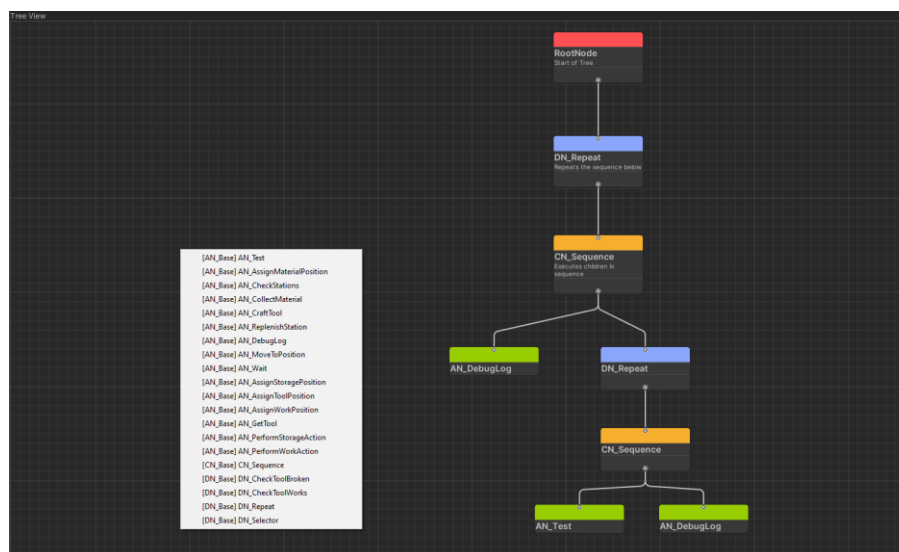 Tree View
RootNode
Start of Tree
DN_Repeat
Repeats the sequence below
CN_Sequence
Executes children in
sequence
AN_DebugLog
DN_Repeat
CN_Sequence
AN_Test
AN_DebugLog
[AN_Base] AN_Test
[AN_Base] AN_AssignMaterialPosition
[AN_Base] AN_CheckStations
[AN_Base] AN_CollectMaterial
[AN_Base] AN_CraftTool
[AN_Base] AN_ReplenishStation
[AN_Base] AN_DebugLog
[AN_Base] AN_MoveToPosition
[AN_Base] AN_Wait
[AN_Base] AN_AssignStoragePosition
[AN_Base] AN_AssignToolPosition
[AN_Base] AN_AssignWorkPosition
[AN_Base] AN_GetTool
[AN_Base] AN_PerformStorageAction
[AN_Base] AN_PerformWorkAction
[CN_Base] CN_Sequence
[DN_Base] DN_CheckToolBroken
[DN_Base] DN_CheckToolWorks
[DN_Base] DN_Repeat
[DN_Base] DN_Selector